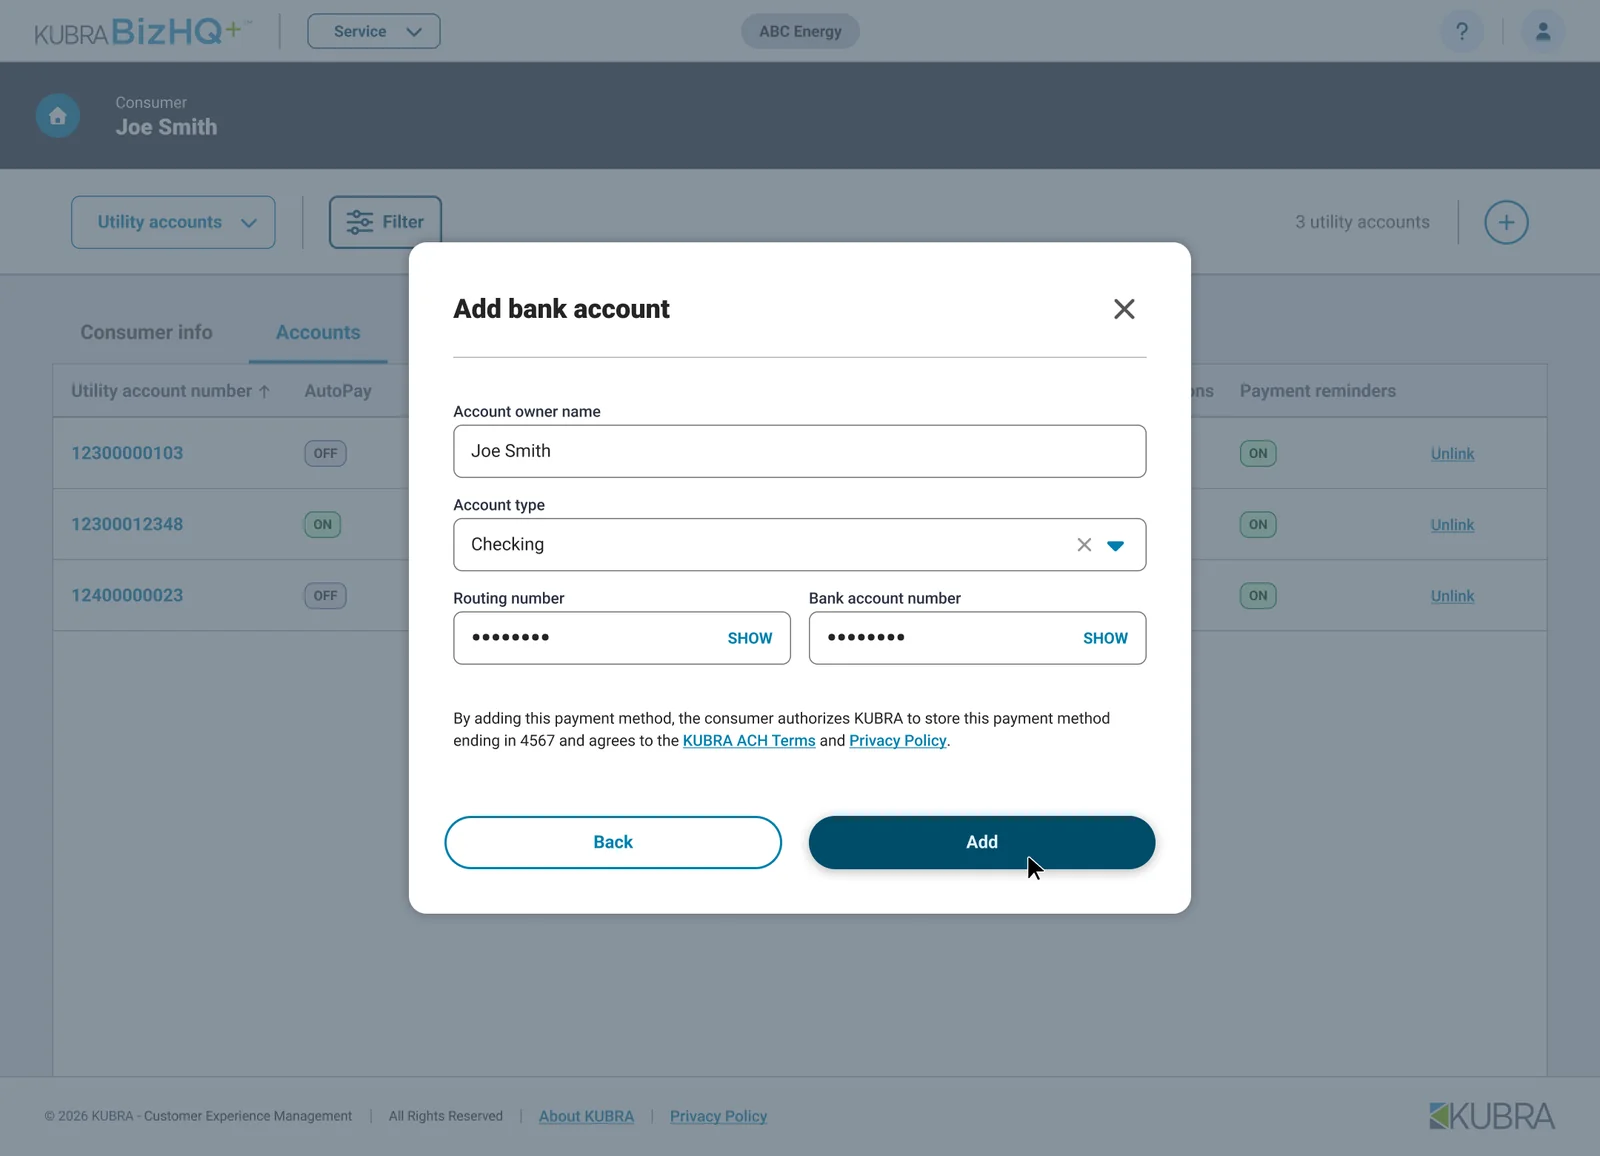 KUBRA BizHQ+™
Service
ABC Energy
?
Consumer
Joe Smith
Utility accounts
Filter
3 utility accounts
Add bank account
Consumer info
Accounts
Utility account number ↑
AutoPay
ons
Payment reminders
Account owner name
Joe Smith
12300000103
OFF
ON
Unlink
Account type
Checking
12300012348
ON
ON
Unlink
12400000023
OFF
ON
Unlink
Routing number
Bank account number
•••••••• SHOW
•••••••• SHOW
By adding this payment method, the consumer authorizes KUBRA to store this payment method
ending in 4567 and agrees to the KUBRA ACH Terms and Privacy Policy.
Back
Add
© 2026 KUBRA - Customer Experience Management | All Rights Reserved | About KUBRA | Privacy Policy
KUBRA